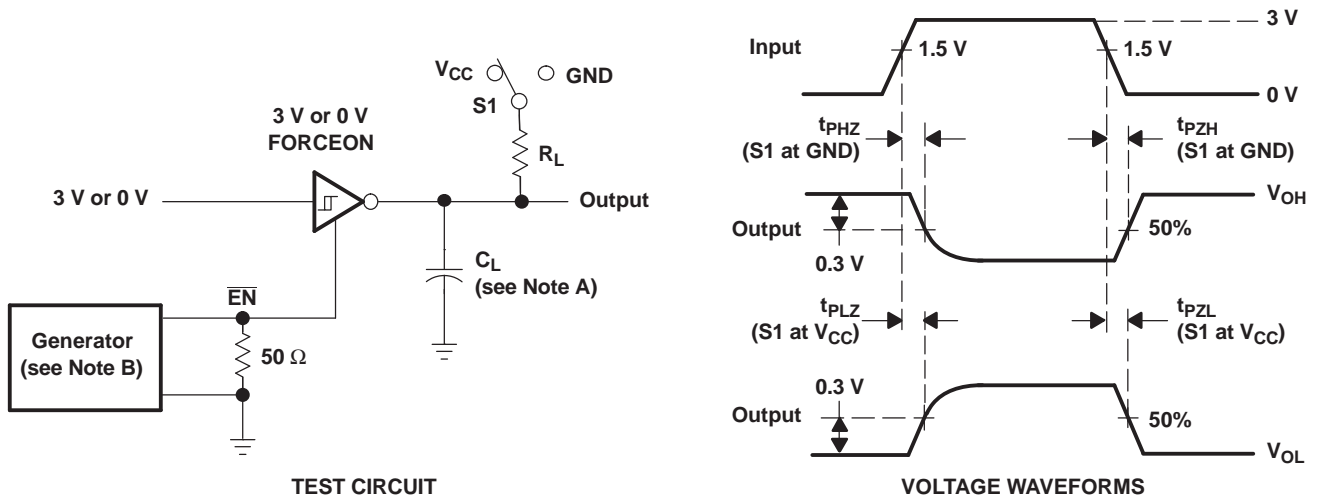 VCC
GND
S1
3 V or 0 V
FORCEON
RL
3 V or 0 V
Output
CL
(see Note A)
EN
Generator
(see Note B)
50 Ω
TEST CIRCUIT
3 V
Input
1.5 V
1.5 V
0 V
tPHZ
(S1 at GND)
tPZH
(S1 at GND)
VOH
Output
50%
0.3 V
tPLZ
(S1 at VCC)
tPZL
(S1 at VCC)
0.3 V
Output
50%
VOL
VOLTAGE WAVEFORMS